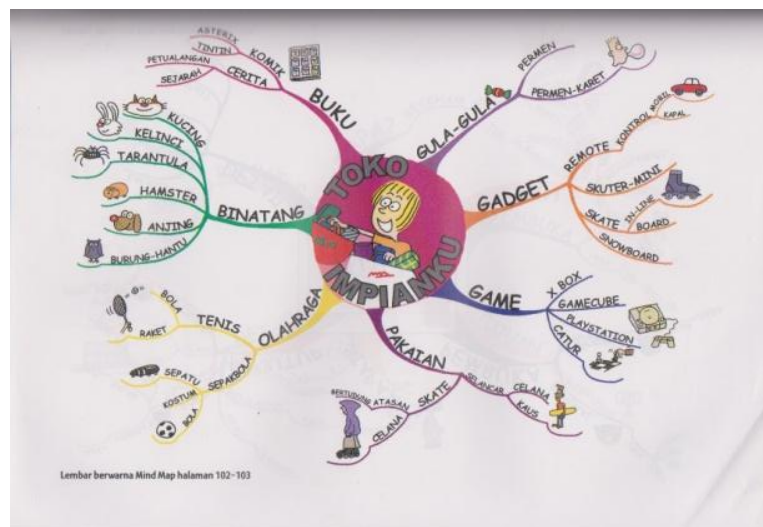 TOKO
IMPIANKU
BUKU
KOMIK
ASTERIX
TINTIN
CERITA
PETUALANGAN
SEJARAH
GULA-GULA
PERMEN
PERMEN-KARET
GADGET
REMOTE
KONTROL
MOBIL
KAPAL
SKUTER-MINI
SKATE
IN-LINE
BOARD
SNOWBOARD
GAME
X BOX
GAMECUBE
PLAYSTATION
CATUR
PAKAIAN
SELANCAR
CELANA
KAUS
SKATE
ATASAN
BERTUDUNG
CELANA
OLAHRAGA
TENIS
BOLA
RAKET
SEPAKBOLA
SEPATU
KOSTUM
BOLA
BINATANG
KUCING
KELINCI
TARANTULA
HAMSTER
ANJING
BURUNG-HANTU
Lembar berwarna Mind Map halaman 102-103